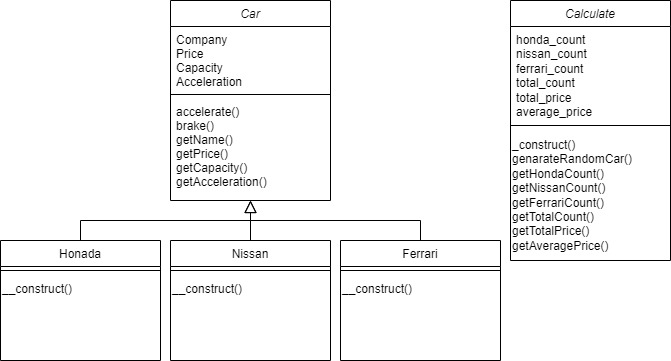 Car
Company
Price
Capacity
Acceleration
accelerate()
brake()
getName()
getPrice()
getCapacity()
getAcceleration()
Calculate
honda_count
nissan_count
ferrari_count
total_count
total_price
average_price
_construct()
genarateRandomCar()
getHondaCount()
getNissanCount()
getFerrariCount()
getTotalCount()
getTotalPrice()
getAveragePrice()
Honada
__construct()
Nissan
__construct()
Ferrari
__construct()